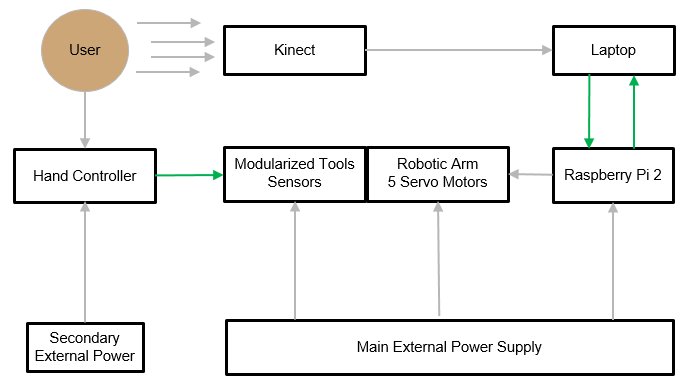 User
Kinect
Laptop
Hand Controller
Modularized Tools
Sensors
Robotic Arm
5 Servo Motors
Raspberry Pi 2
Secondary
External Power
Main External Power Supply